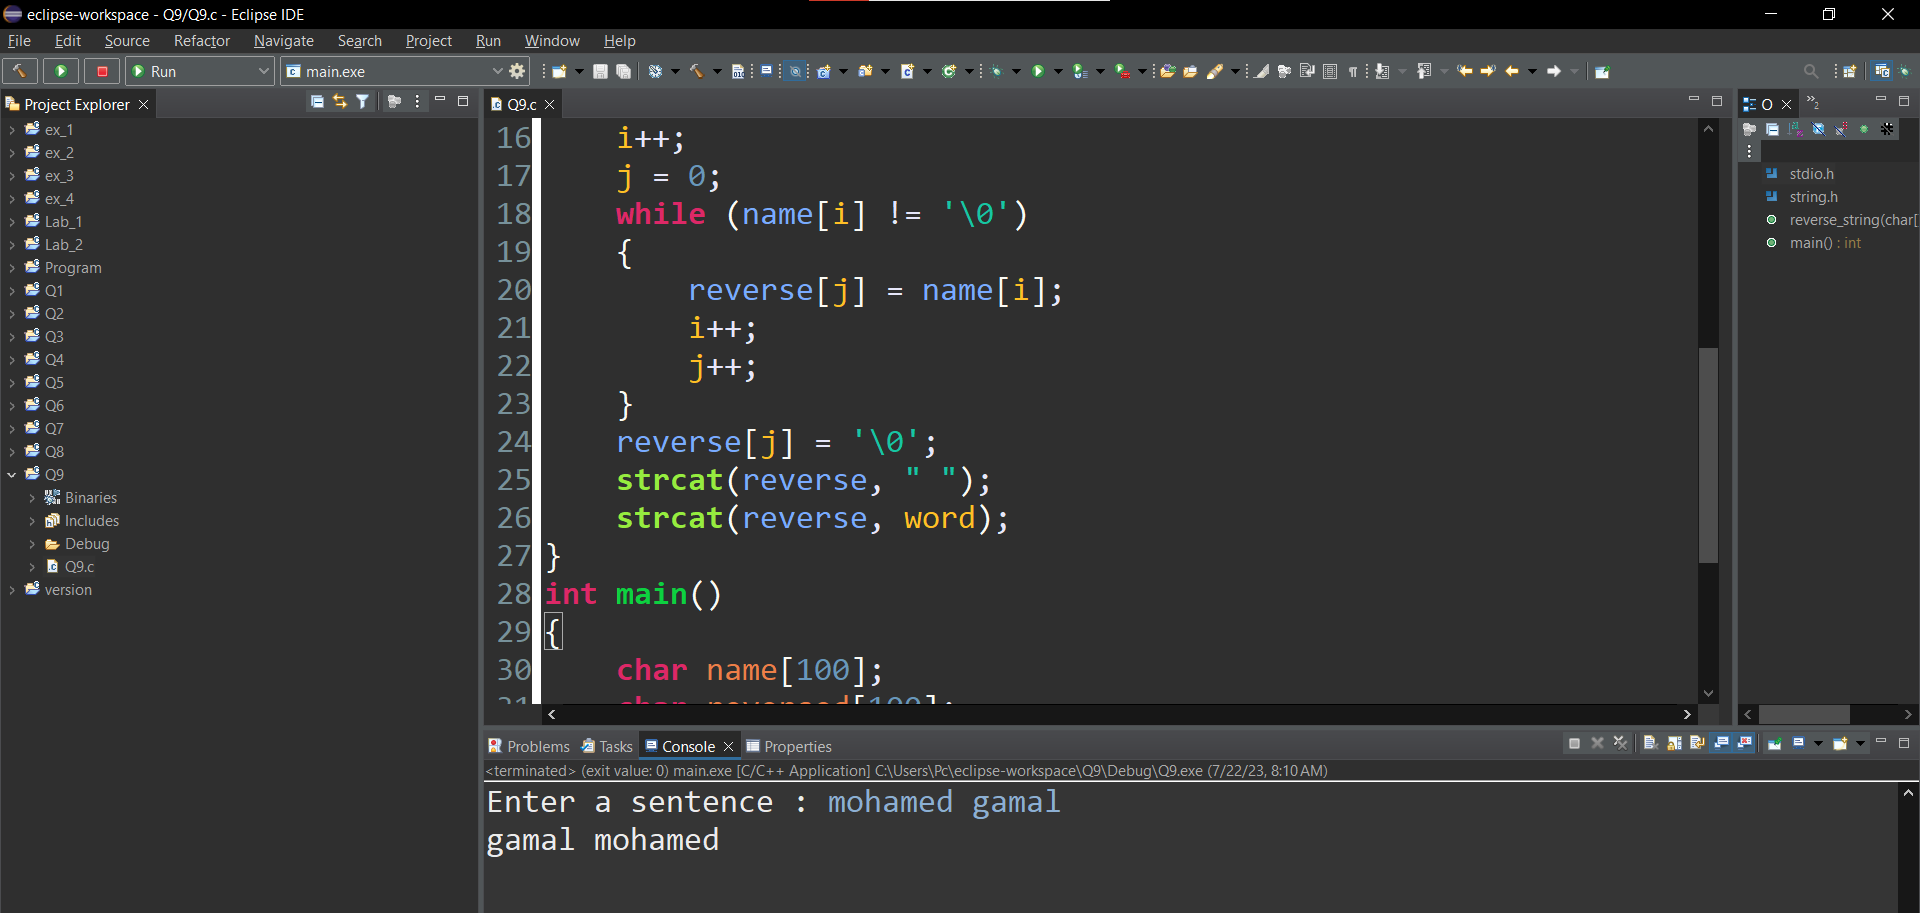 eclipse-workspace - Q9/Q9.c - Eclipse IDE
File Edit Source Refactor Navigate Search Project Run Window Help
Run main.exe
Project Explorer
ex_1
ex_2
ex_3
ex_4
Lab_1
Lab_2
Program
Q1
Q2
Q3
Q4
Q5
Q6
Q7
Q8
Q9
Binaries
Includes
Debug
Q9.c
version
Q9.c
16 i++;
17 j = 0;
18 while (name[i] != '\0')
19 {
20 reverse[j] = name[i];
21 i++;
22 j++;
23 }
24 reverse[j] = '\0';
25 strcat(reverse, " ");
26 strcat(reverse, word);
27 }
28 int main()
29 {
30 char name[100];
31 char reversed[100];
O
2
stdio.h
string.h
reverse_string(char[
main() : int
Problems Tasks Console Properties
<terminated> (exit value: 0) main.exe [C/C++ Application] C:\Users\Pc\eclipse-workspace\Q9\Debug\Q9.exe (7/22/23, 8:10 AM)
Enter a sentence : mohamed gamal
gamal mohamed